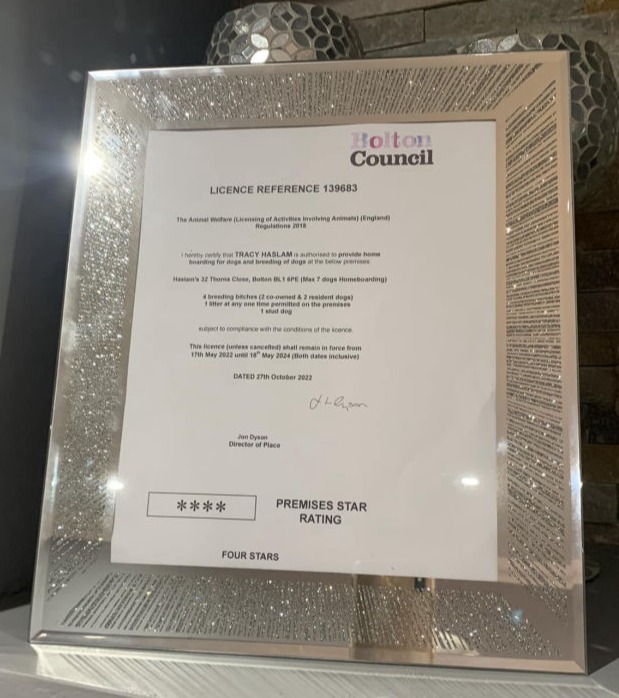 Bolton
Council
LICENCE REFERENCE 139683
The Animal Welfare (Licensing of Activities Involving Animals) (England)
Regulations 2018
I hereby certify that TRACY HASLAM is authorised to provide home
boarding for dogs and breeding of dogs at the below premises
Haslam's 32 Thorns Close, Bolton BL1 6PE (Max 7 dogs Homeboarding)
4 breeding bitches (2 co-owned & 2 resident dogs)
1 litter at any one time permitted on the premises
1 stud dog
subject to compliance with the conditions of the licence.
This licence (unless cancelled) shall remain in force from
17th May 2022 until 18th May 2024 (Both dates inclusive)
DATED 27th October 2022
Jon Dyson
Director of Place
****
PREMISES STAR
RATING
FOUR STARS